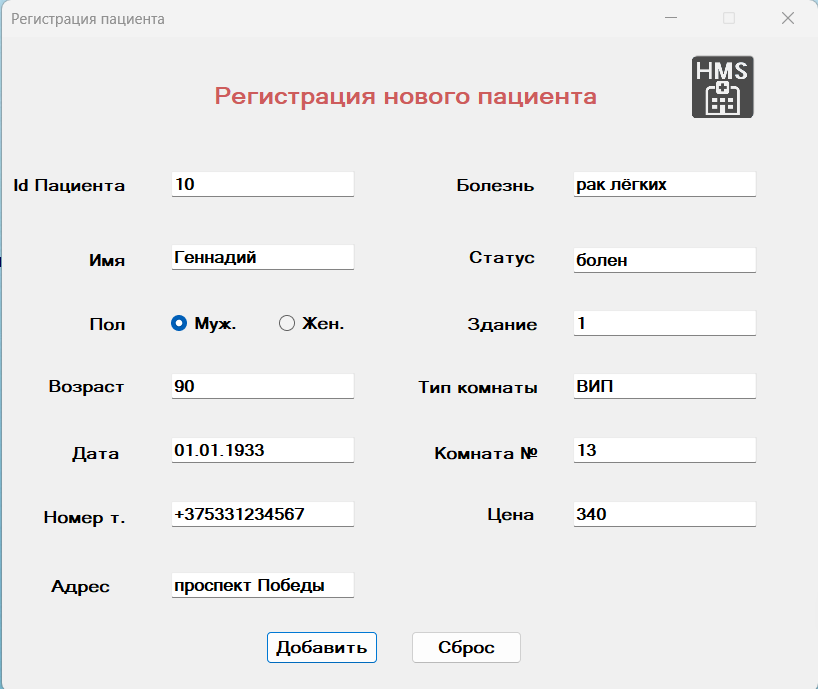 Регистрация пациента
HMS
Регистрация нового пациента
Id Пациента 10 Болезнь рак лёгких
Имя Геннадий Статус болен
Пол Муж. Жен. Здание 1
Возраст 90 Тип комнаты ВИП
Дата 01.01.1933 Комната № 13
Номер т. +375331234567 Цена 340
Адрес проспект Победы
Добавить Сброс